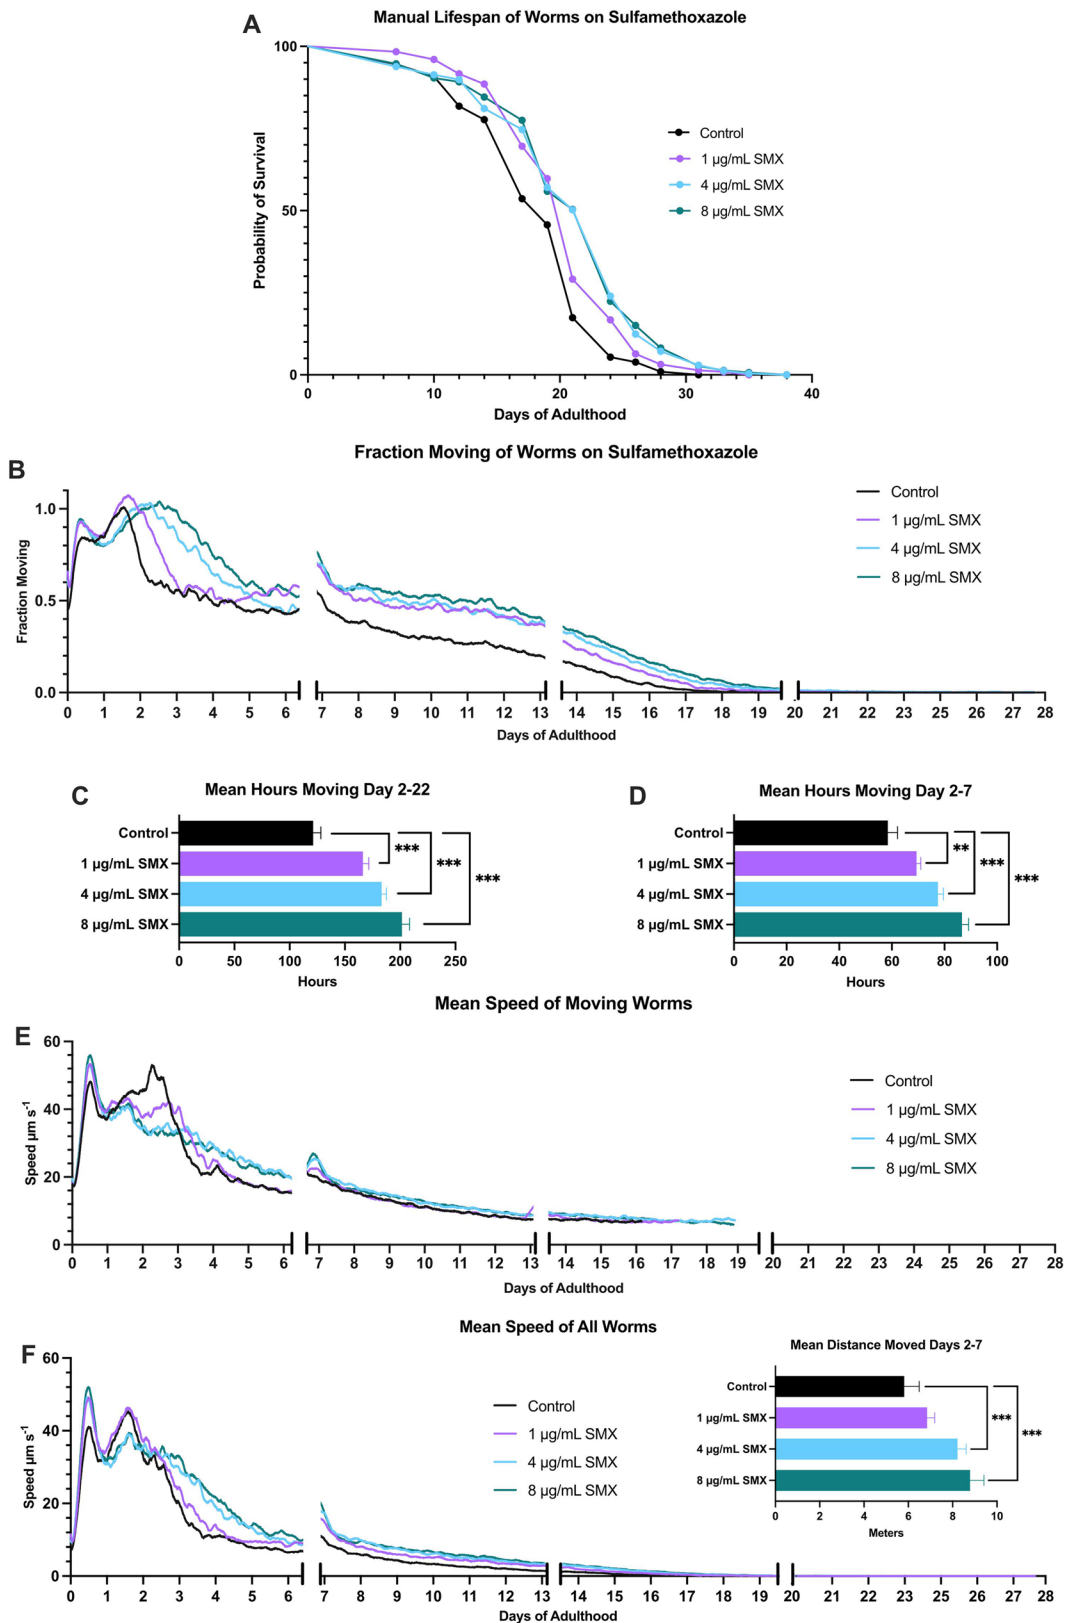 A
Manual Lifespan of Worms on Sulfamethoxazole
100
50
0
Probability of Survival
Control
1 µg/mL SMX
4 µg/mL SMX
8 µg/mL SMX
0 10 20 30 40
Days of Adulthood
B
Fraction Moving of Worms on Sulfamethoxazole
1.0
0.5
0.0
Fraction Moving
Control
1 µg/mL SMX
4 µg/mL SMX
8 µg/mL SMX
0 1 2 3 4 5 6 7 8 9 10 11 12 13 14 15 16 17 18 19 20 22 23 25 26 27 28
Days of Adulthood
C
Mean Hours Moving Day 2-22
Control
1 µg/mL SMX
4 µg/mL SMX
8 µg/mL SMX
***
***
***
0 50 100 150 200 250
Hours
D
Mean Hours Moving Day 2-7
Control
1 µg/mL SMX
4 µg/mL SMX
8 µg/mL SMX
**
***
***
0 20 40 60 80 100
Hours
E
Mean Speed of Moving Worms
60
40
20
0
Speed µm s-1
Control
1 µg/mL SMX
4 µg/mL SMX
8 µg/mL SMX
0 1 2 3 4 5 6 7 8 9 10 11 12 13 14 15 16 17 18 19 20 21 22 23 24 25 26 27 28
Days of Adulthood
F
Mean Speed of All Worms
60
40
20
0
Speed µm s-1
Control
1 µg/mL SMX
4 µg/mL SMX
8 µg/mL SMX
Mean Distance Moved Days 2-7
Control
1 µg/mL SMX
4 µg/mL SMX
8 µg/mL SMX
***
***
0 2 4 6 8 10
Meters
0 1 2 3 4 5 6 7 8 9 10 11 12 13 14 15 16 17 18 19 20 22 23 25 26 27 28
Days of Adulthood